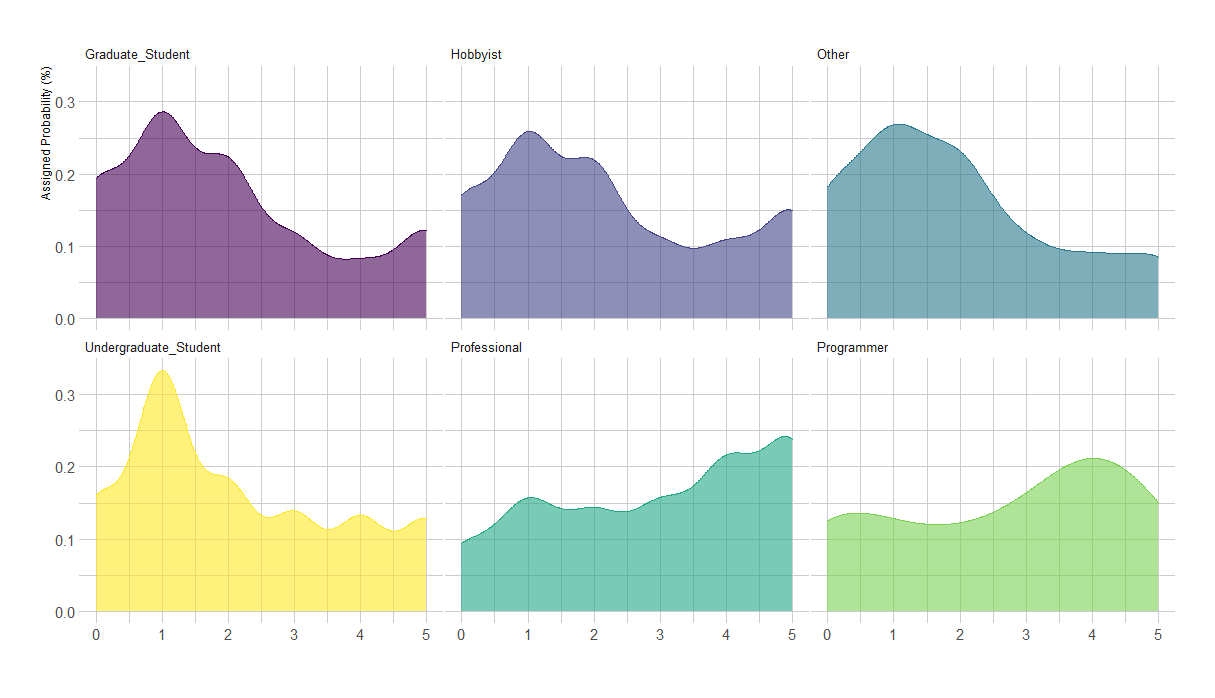 Graduate_Student Hobbyist Other
Assigned Probability (%)
0.3
0.2
0.1
0.0
Undergraduate_Student Professional Programmer
0.3
0.2
0.1
0.0
0 1 2 3 4 5 0 1 2 3 4 5 0 1 2 3 4 5